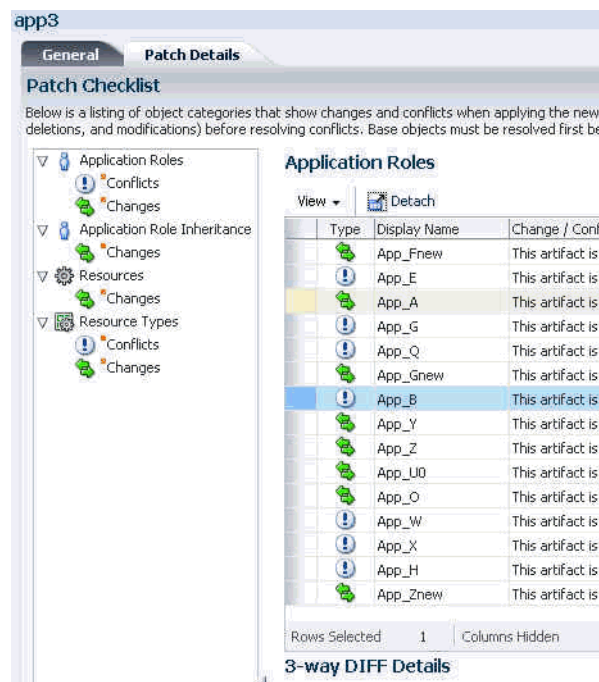 app3
General Patch Details
Patch Checklist
Below is a listing of object categories that show changes and conflicts when applying the new
deletions, and modifications) before resolving conflicts. Base objects must be resolved first be
Application Roles
*Conflicts
*Changes
Application Role Inheritance
*Changes
Resources
*Changes
Resource Types
*Conflicts
*Changes
Application Roles
View Detach
Type Display Name Change / Conf
App_Fnew This artifact is
App_E This artifact is
App_A This artifact is
App_G This artifact is
App_Q This artifact is
App_Gnew This artifact is
App_B This artifact is
App_Y This artifact is
App_Z This artifact is
App_U0 This artifact is
App_O This artifact is
App_W This artifact is
App_X This artifact is
App_H This artifact is
App_Znew This artifact is
Rows Selected 1 Columns Hidden
3-way DIFF Details